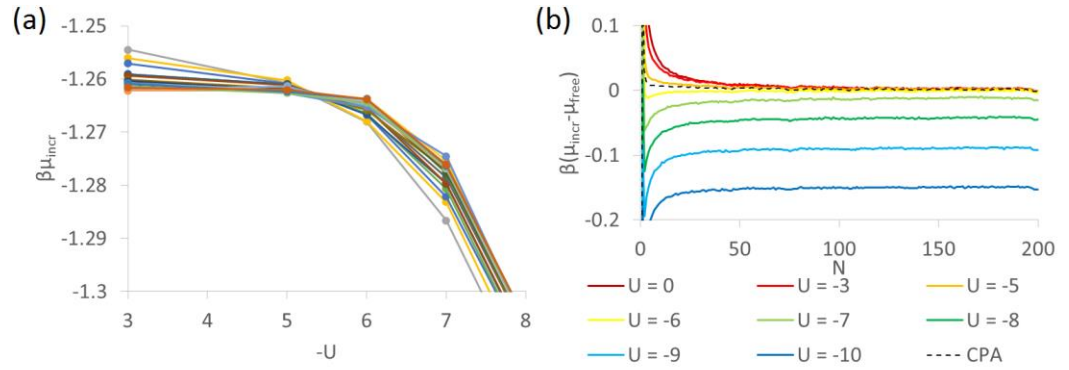 (a)
-1.25
-1.26
-1.27
-1.28
-1.29
-1.3
βμincr
3 4 5 6 7 8
-U
(b)
0.1
0
-0.1
-0.2
β(μincr-μfree)
0 50 100 150 200
N
U = 0 U = -3 U = -5
U = -6 U = -7 U = -8
U = -9 U = -10 CPA